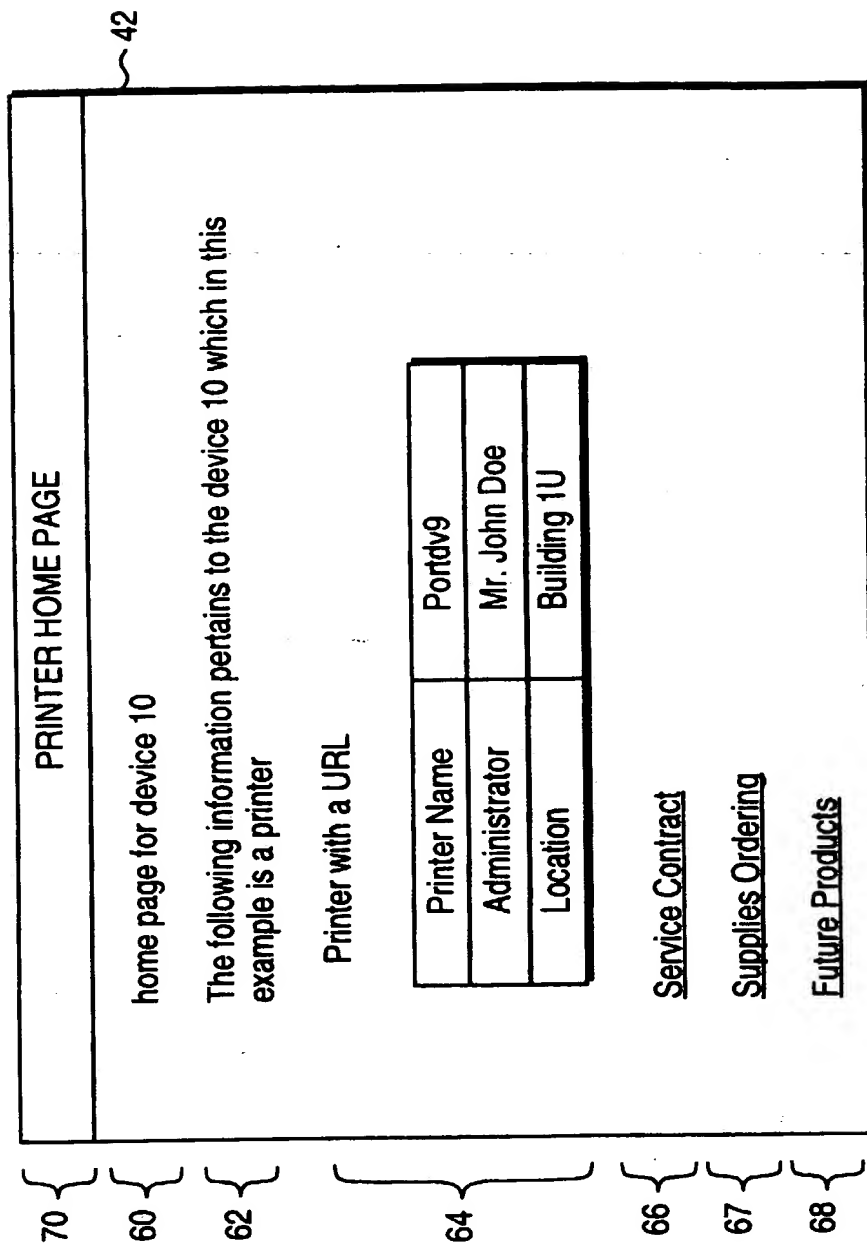 42
70
PRINTER HOME PAGE
60
home page for device 10
62
The following information pertains to the device 10 which in this
example is a printer
64
Printer with a URL
Printer Name Portdv9
Administrator Mr. John Doe
Location Building 1U
66
Service Contract
67
Supplies Ordering
68
Future Products